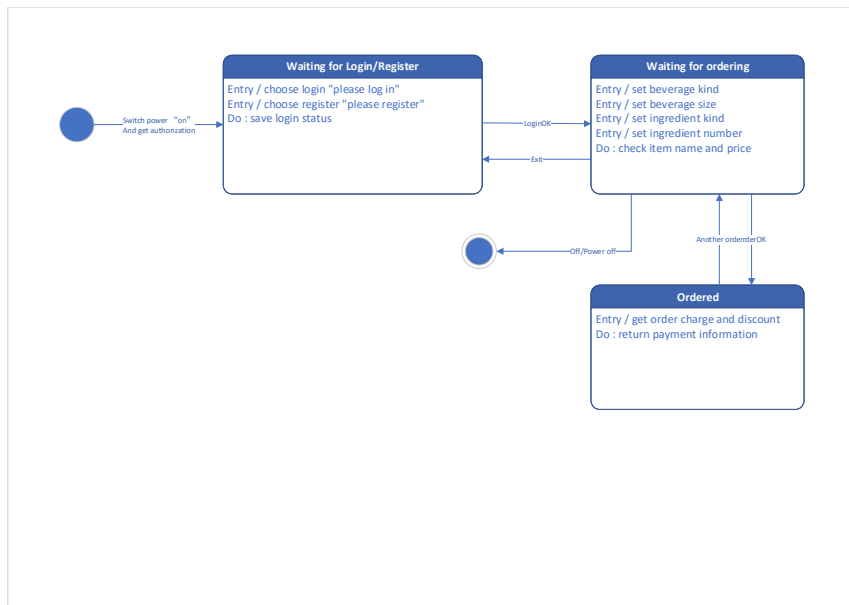 Waiting for Login/Register
Entry / choose login "please log in"
Entry / choose register "please register"
Do : save login status
Switch power “on”
And get authorization
LoginOK
Exit
Waiting for ordering
Entry / set beverage kind
Entry / set beverage size
Entry / set ingredient kind
Entry / set ingredient number
Do : check item name and price
Off/Power off
Another order
Ordered
Entry / get order charge and discount
Do : return payment information